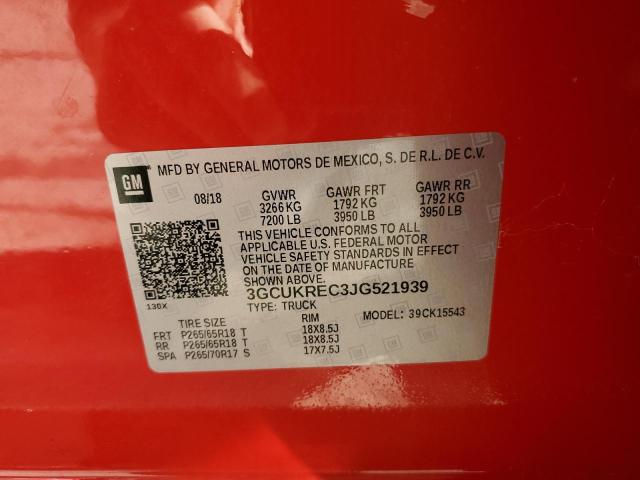 GM
MFD BY GENERAL MOTORS DE MEXICO, S. DE R.L. DE C.V.
08/18 GVWR GAWR FRT GAWR RR
3266 KG 1792 KG 1792 KG
7200 LB 3950 LB 3950 LB
THIS VEHICLE CONFORMS TO ALL
APPLICABLE U.S. FEDERAL MOTOR
VEHICLE SAFETY STANDARDS IN EFFECT
ON THE DATE OF MANUFACTURE SHOWN ABOVE.
3GCUKREC3JG521939
130X TYPE: TRUCK
TIRE SIZE RIM MODEL: 39CK15543
FRT P265/65R18 T 18X8.5J
RR P265/65R18 T 18X8.5J
SPA P265/70R17 S 17X7.5J